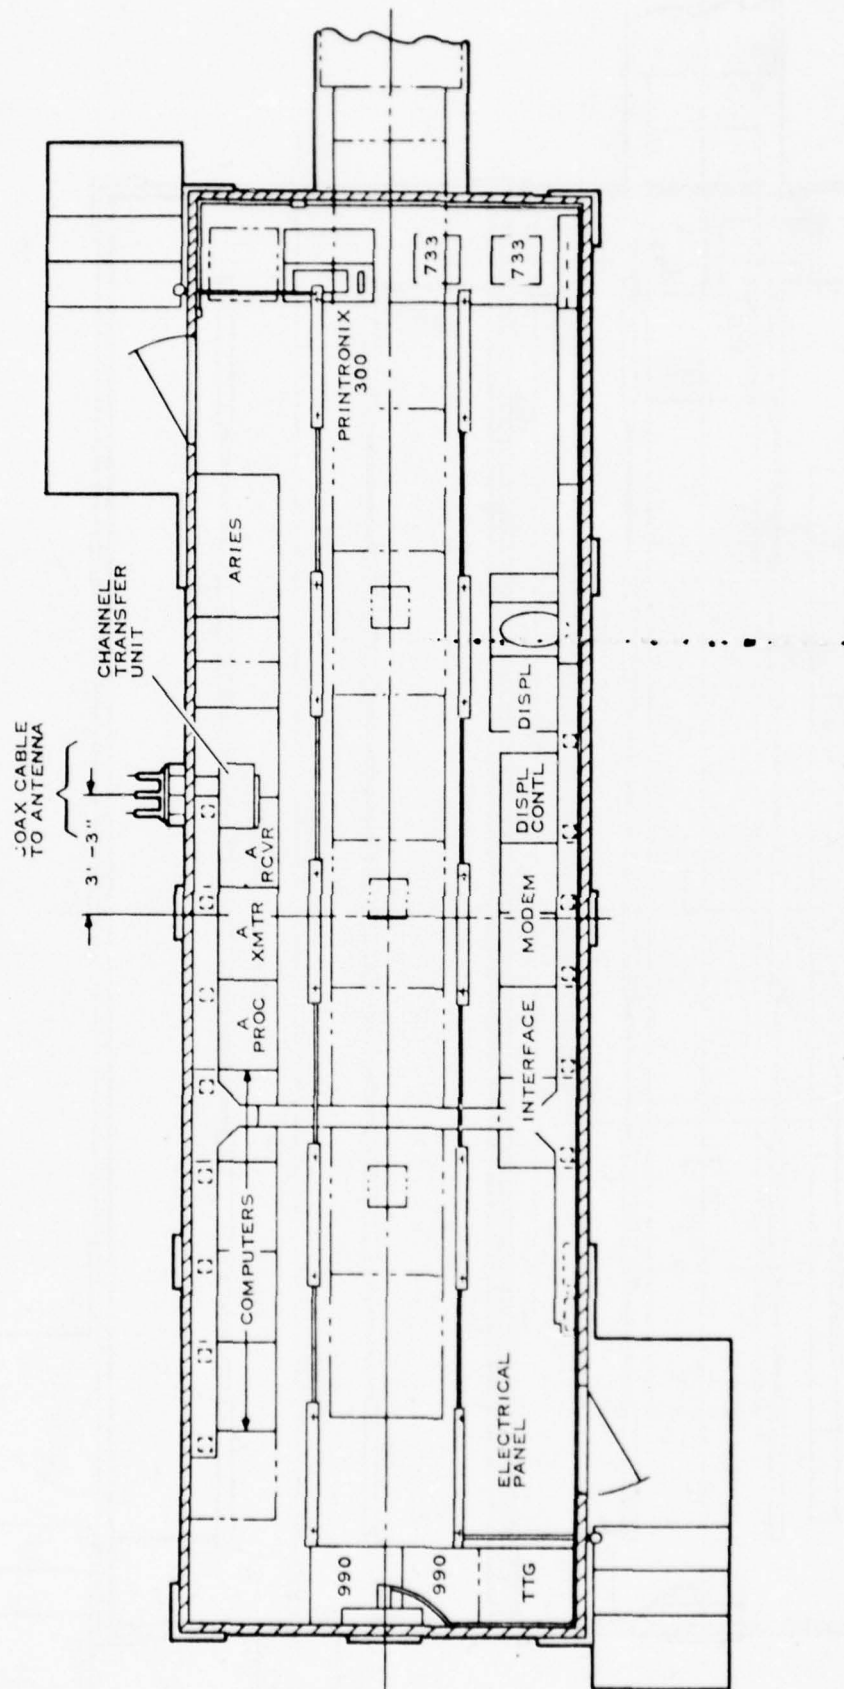 733
733
PRINTRONIX
300
ARIES
CHANNEL
TRANSFER
UNIT
COAX CABLE
TO ANTENNA
3'-3"
DISPL
DISPL
CONTL
A
RCVR
A
XMTR
MODEM
A
PROC
INTERFACE
COMPUTERS
ELECTRICAL
PANEL
990
990
TTG